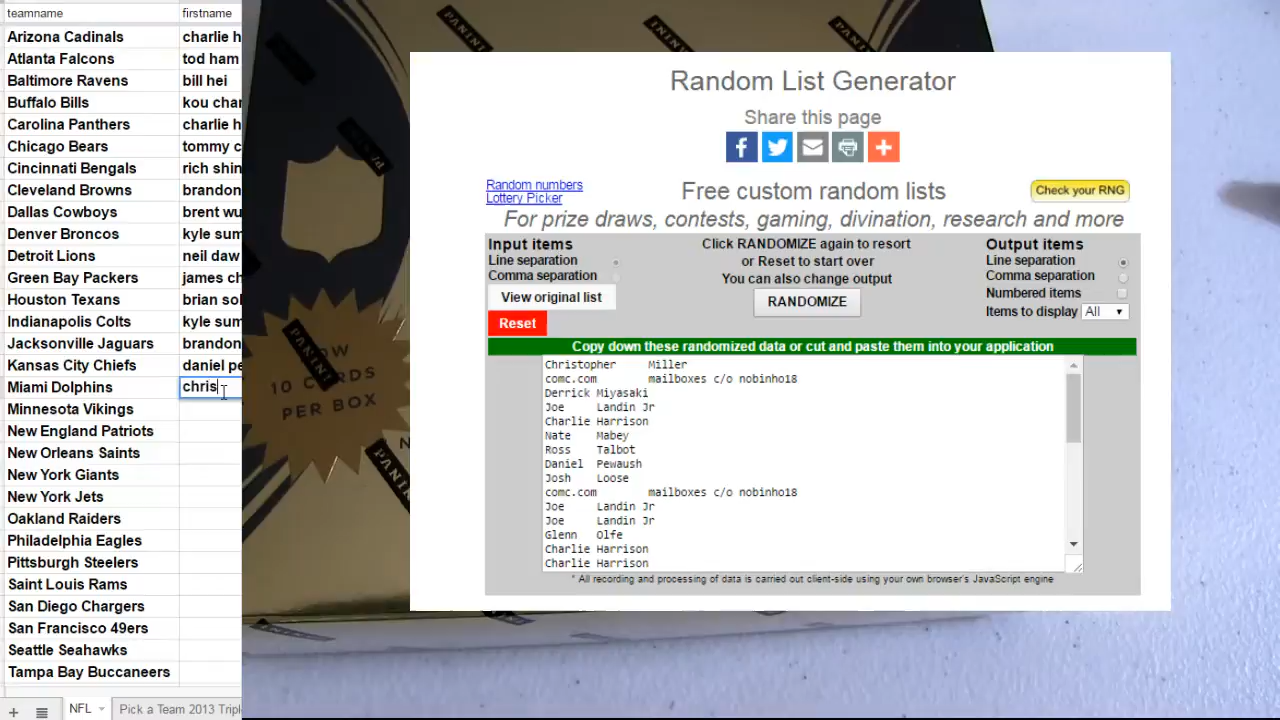 teamname firstname
Arizona Cadinals charlie h
Atlanta Falcons tod ham
Baltimore Ravens bill hei
Buffalo Bills kou char
Carolina Panthers charlie h
Chicago Bears tommy c
Cincinnati Bengals rich shin
Cleveland Browns brandon
Dallas Cowboys brent wu
Denver Broncos kyle sum
Detroit Lions neil daw
Green Bay Packers james ch
Houston Texans brian sol
Indianapolis Colts kyle sum
Jacksonville Jaguars brandon
Kansas City Chiefs daniel pe
Miami Dolphins chris
Minnesota Vikings
New England Patriots
New Orleans Saints
New York Giants
New York Jets
Oakland Raiders
Philadelphia Eagles
Pittsburgh Steelers
Saint Louis Rams
San Diego Chargers
San Francisco 49ers
Seattle Seahawks
Tampa Bay Buccaneers
NFL Pick a Team 2013 Tripl
PANINI
PANINI
PANINI
10 CARDS
PER BOX
Random List Generator
Share this page
Random numbers
Lottery Picker
Free custom random lists
Check your RNG
For prize draws, contests, gaming, divination, research and more
Input items
Line separation
Comma separation
View original list
Reset
Click RANDOMIZE again to resort
or Reset to start over
You can also change output
RANDOMIZE
Output items
Line separation
Comma separation
Numbered items
Items to display All
Copy down these randomized data or cut and paste them into your application
Christopher Miller
comc.com mailboxes c/o nobinho18
Derrick Miyasaki
Joe Landin Jr
Charlie Harrison
Nate Mabey
Ross Talbot
Daniel Pewaush
Josh Loose
comc.com mailboxes c/o nobinho18
Joe Landin Jr
Joe Landin Jr
Glenn Olfe
Charlie Harrison
Charlie Harrison
* All recording and processing of data is carried out client-side using your own browser's JavaScript engine